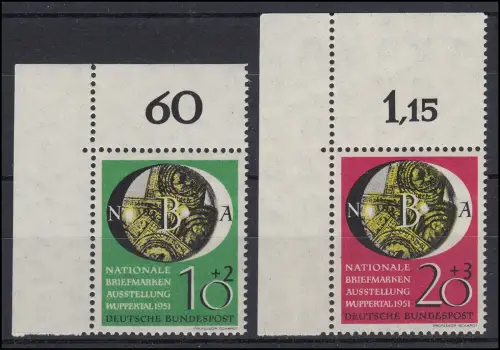 60
N B A
NATIONALE
BRIEFMARKEN
AUSSTELLUNG
WUPPERTAL 1951
10+2
DEUTSCHE BUNDESPOST
1,15
N B A
NATIONALE
BRIEFMARKEN
AUSSTELLUNG
WUPPERTAL 1951
20+3
DEUTSCHE BUNDESPOST